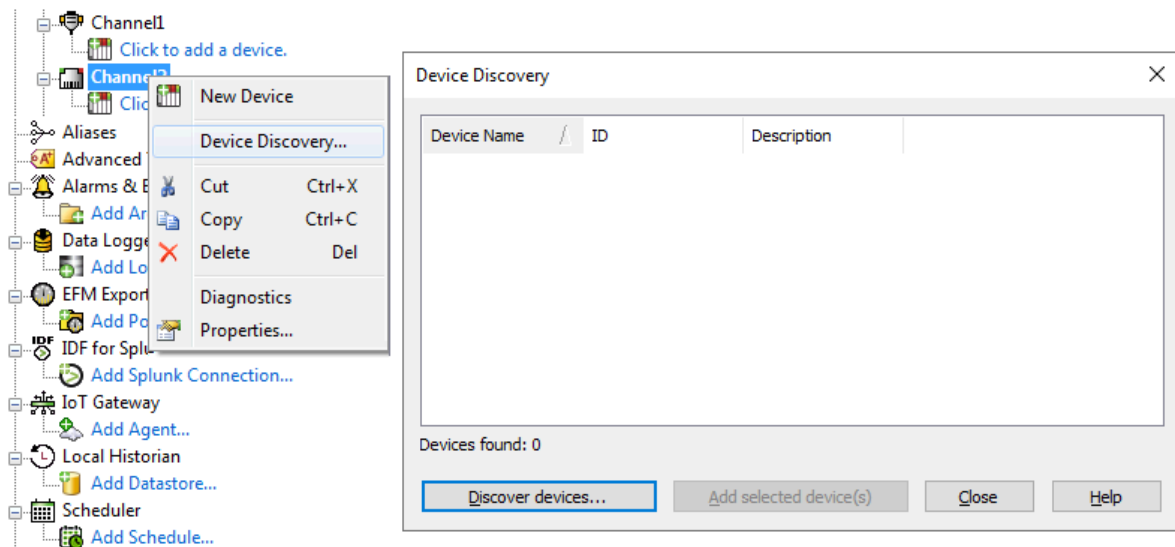 Channel1
Click to add a device.
Channel2
Clic
Aliases
Advanced
Alarms & E
Add Ar
Data Logge
Add Lo
EFM Export
Add Po
IDF for Splu
Add Splunk Connection...
IoT Gateway
Add Agent...
Local Historian
Add Datastore...
Scheduler
Add Schedule...
New Device
Device Discovery...
Cut Ctrl+X
Copy Ctrl+C
Delete Del
Diagnostics
Properties...
Device Discovery
Device Name / ID Description
Devices found: 0
Discover devices... Add selected device(s) Close Help